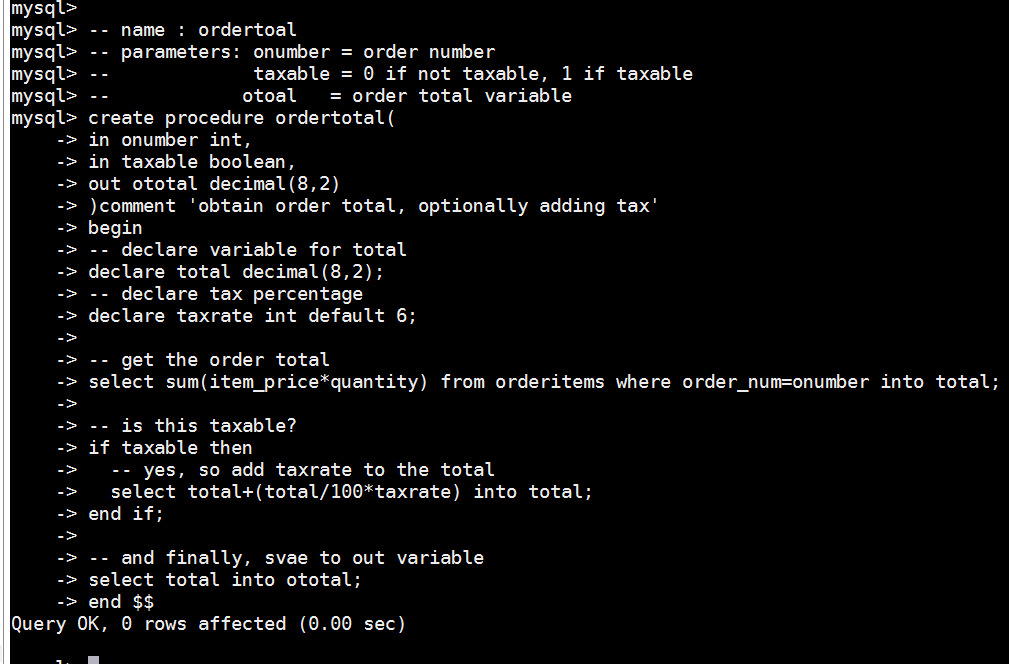 mysql>
mysql> -- name : ordertoal
mysql> -- parameters: onumber = order number
mysql> --             taxable = 0 if not taxable, 1 if taxable
mysql> --            otoal   = order total variable
mysql> create procedure ordertotal(
    -> in onumber int,
    -> in taxable boolean,
    -> out ototal decimal(8,2)
    -> )comment 'obtain order total, optionally adding tax'
    -> begin
    -> -- declare variable for total
    -> declare total decimal(8,2);
    -> -- declare tax percentage
    -> declare taxrate int default 6;
    ->
    -> -- get the order total
    -> select sum(item_price*quantity) from orderitems where order_num=onumber into total;
    ->
    -> -- is this taxable?
    -> if taxable then
    ->   -- yes, so add taxrate to the total
    ->   select total+(total/100*taxrate) into total;
    -> end if;
    ->
    -> -- and finally, svae to out variable
    -> select total into ototal;
    -> end $$
Query OK, 0 rows affected (0.00 sec)